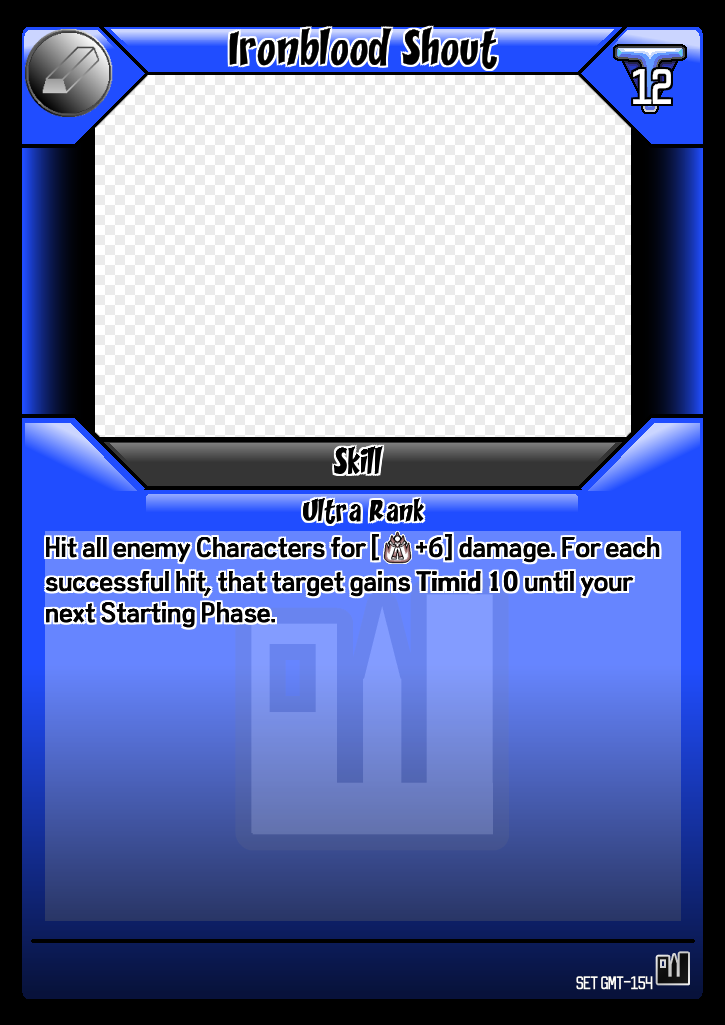 Ironblood Shout
12
Skill
Ultra Rank
Hit all enemy Characters for [ +6] damage. For each
successful hit, that target gains Timid 10 until your
next Starting Phase.
SET GMT-154